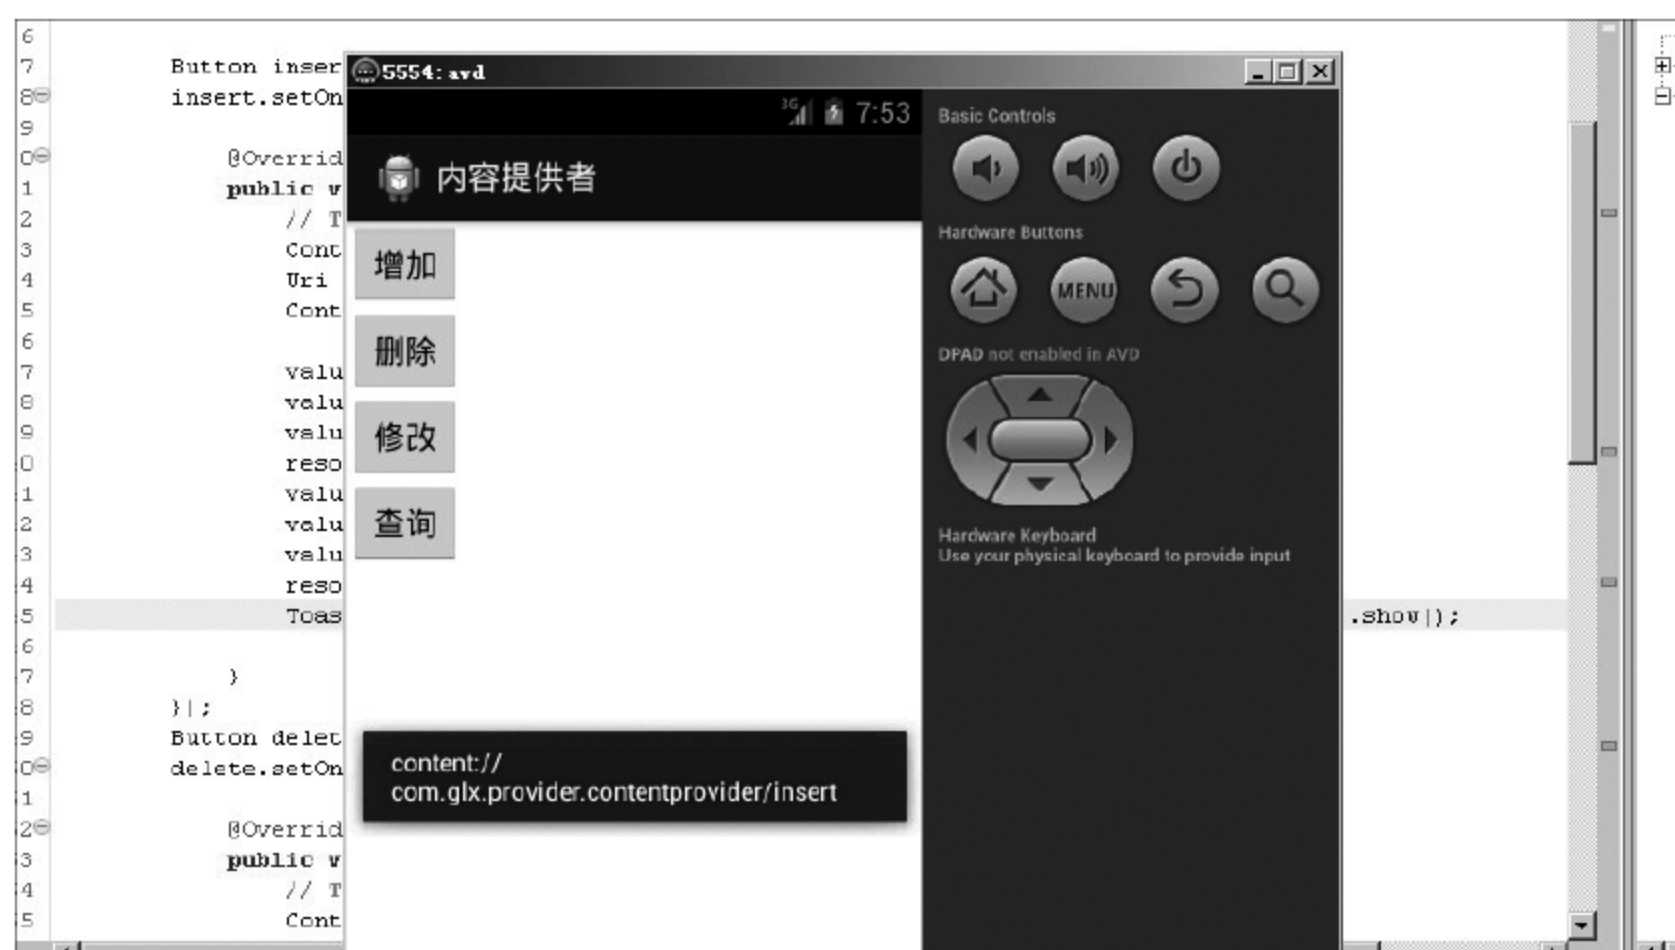 6
7 Button inser
8 insert.setOn
9
0 @Overrid
1 public v
2 // T
3 Cont
4 Uri
5 Cont
6
7 valu
8 valu
9 valu
0 reso
1 valu
2 valu
3 valu
4 reso
5 Toas .show();
6
7 }
8 });
9 Button delet
0 delete.setOn
1
2 @Overrid
3 public v
4 // T
5 Cont
5554:avd
3G 7:53
内容提供者
增加
删除
修改
查询
content://
com.glx.provider.contentprovider/insert
Basic Controls
Hardware Buttons
MENU
DPAD not enabled in AVD
Hardware Keyboard
Use your physical keyboard to provide input